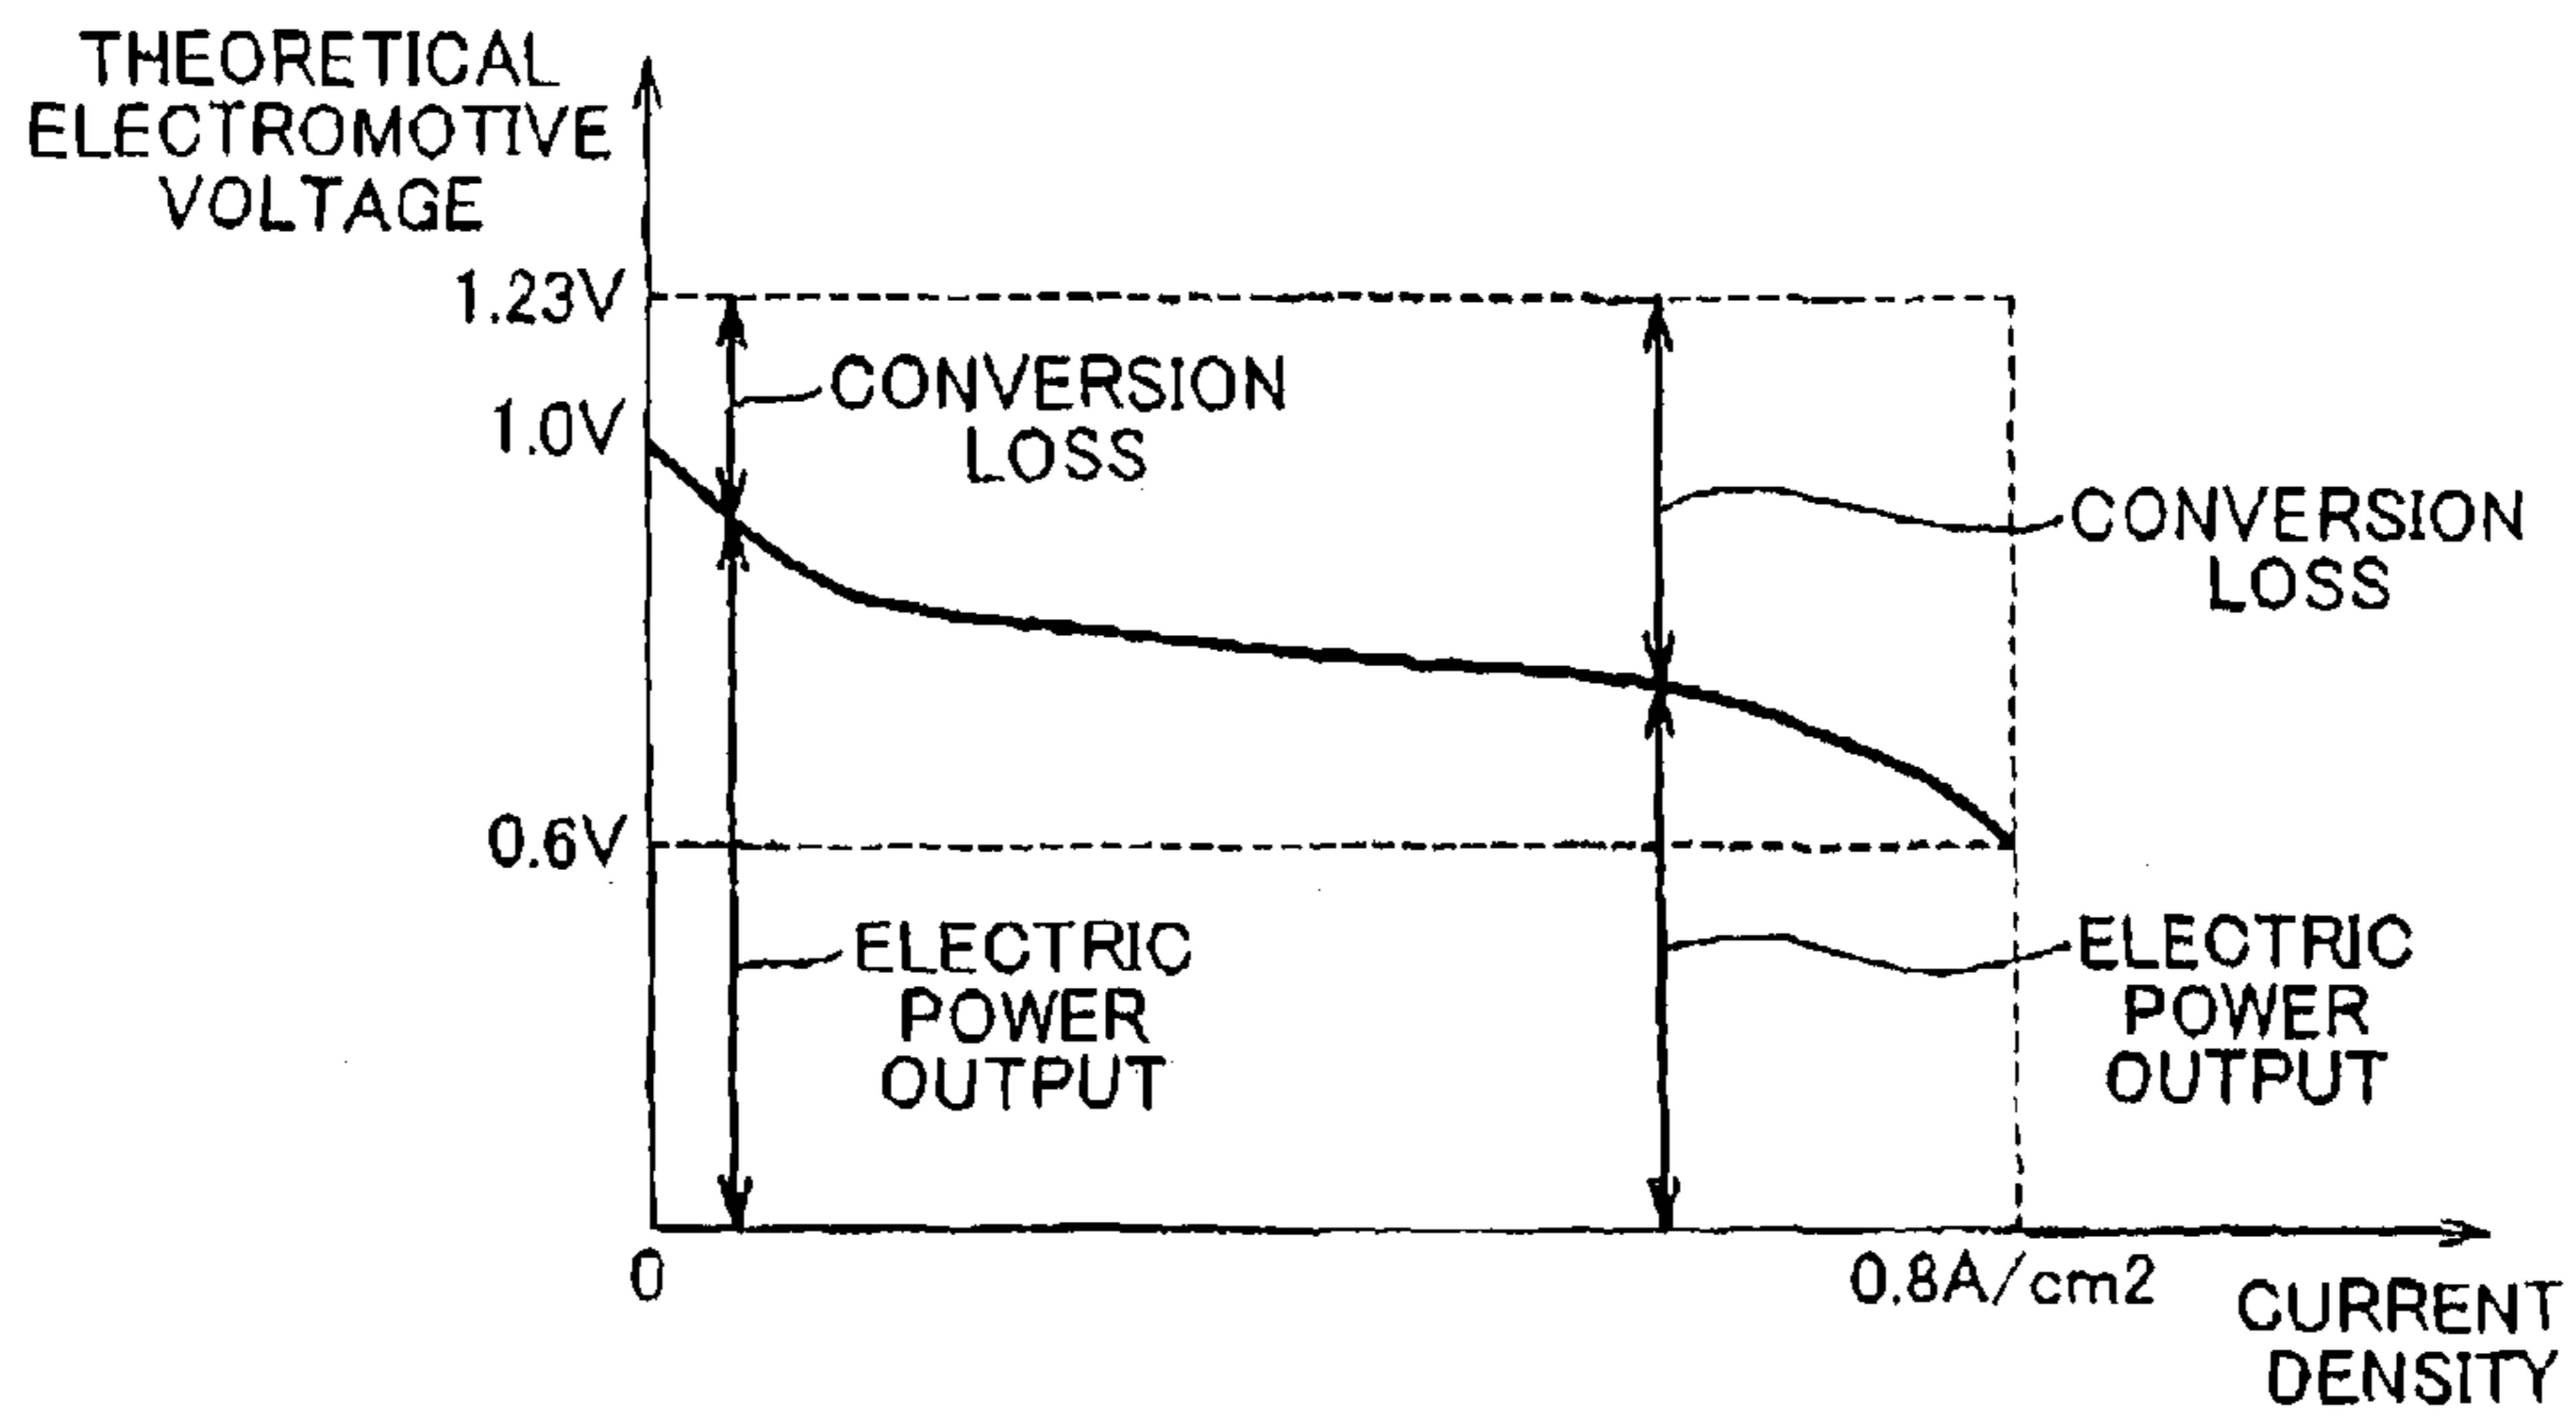 THEORETICAL
ELECTROMOTIVE
VOLTAGE
1.23V
CONVERSION
LOSS
1.0V
CONVERSION
LOSS
0.6V
ELECTRIC
POWER
OUTPUT
ELECTRIC
POWER
OUTPUT
0
0.8A/cm2
CURRENT
DENSITY